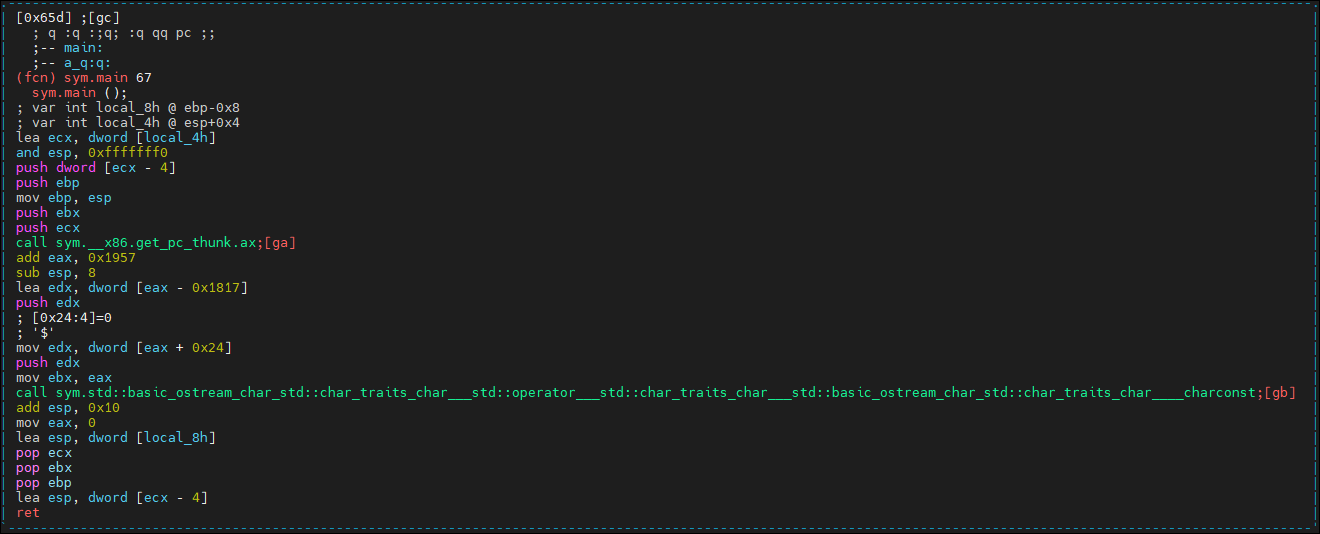 [0x65d] ;[gc]
; q :q :;q; :q qq pc ;;
;-- main:
;-- a_q:q:
(fcn) sym.main 67
sym.main ();
; var int local_8h @ ebp-0x8
; var int local_4h @ esp+0x4
lea ecx, dword [local_4h]
and esp, 0xfffffff0
push dword [ecx - 4]
push ebp
mov ebp, esp
push ebx
push ecx
call sym.__x86.get_pc_thunk.ax;[ga]
add eax, 0x1957
sub esp, 8
lea edx, dword [eax - 0x1817]
push edx
; [0x24:4]=0
; '$'
mov edx, dword [eax + 0x24]
push edx
mov ebx, eax
call sym.std::basic_ostream_char_std::char_traits_char___std::operator___std::char_traits_char___std::basic_ostream_char_std::char_traits_char____charconst;[gb]
add esp, 0x10
mov eax, 0
lea esp, dword [local_8h]
pop ecx
pop ebx
pop ebp
lea esp, dword [ecx - 4]
ret